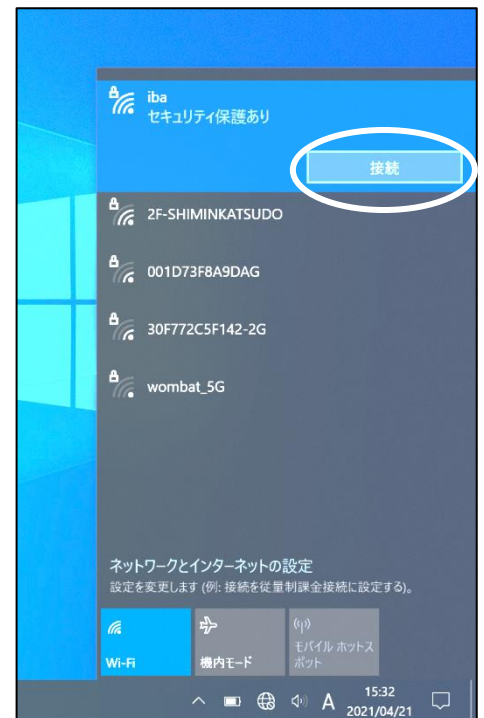 iba
セキュリティ保護あり
接続
2F-SHIMINKATSUDO
001D73F8A9DAG
30F772C5F142-2G
wombat_5G
ネットワークとインターネットの設定
設定を変更します (例: 接続を従量制課金接続に設定する)。
Wi-Fi
機内モード
モバイル ホットス
ポット
A
15:32
2021/04/21